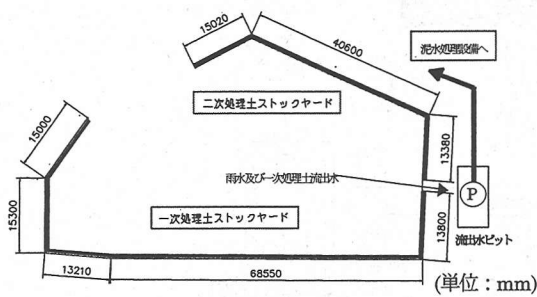 15020
40600
泥水処理設備へ
二次処理土ストックヤード
15000
13380
雨水及び一次処理土流出水
P
15300
一次処理土ストックヤード
13800
流出水ピット
13210
68550
(単位：mm)